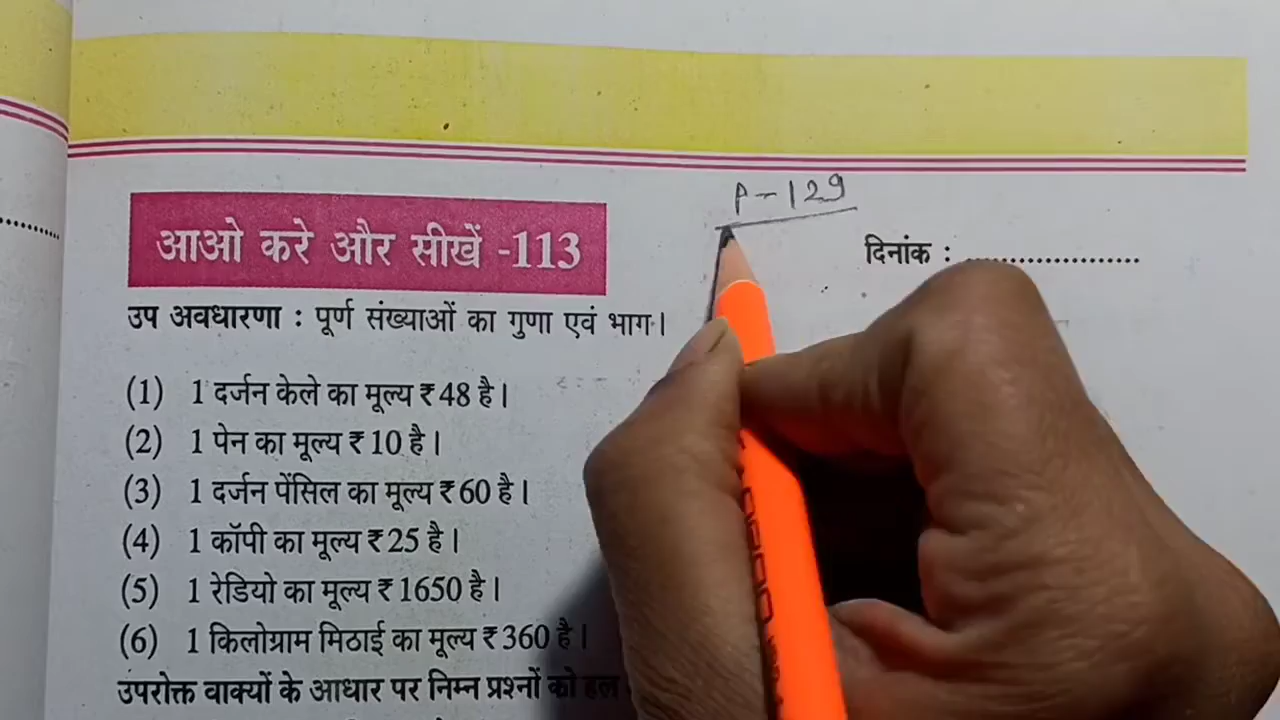 P-129
आओ करे और सीखें -113
दिनांक : ....................
उप अवधारणा : पूर्ण संख्याओं का गुणा एवं भाग।
(1) 1 दर्जन केले का मूल्य ₹ 48 है।
(2) 1 पेन का मूल्य ₹ 10 है।
(3) 1 दर्जन पेंसिल का मूल्य ₹ 60 है।
(4) 1 कॉपी का मूल्य ₹ 25 है।
(5) 1 रेडियो का मूल्य ₹ 1650 है।
(6) 1 किलोग्राम मिठाई का मूल्य ₹ 360 है।
उपरोक्त वाक्यों के आधार पर निम्न प्रश्नों को हल